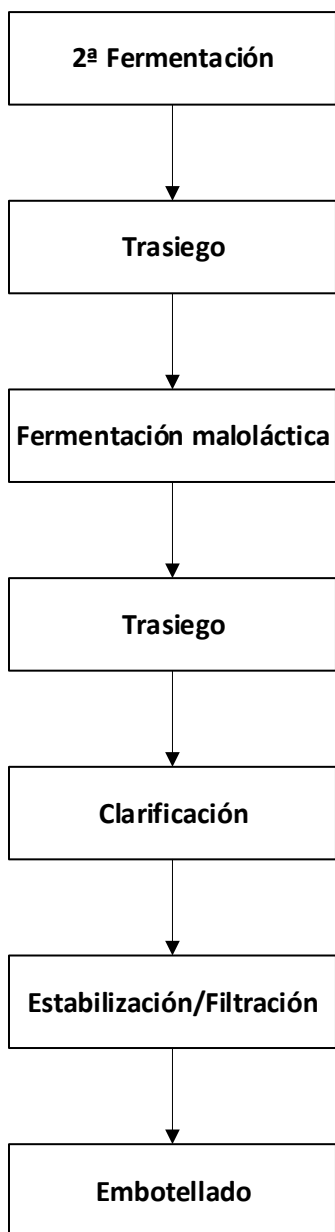 2ª Fermentación
Trasiego
Fermentación maloláctica
Trasiego
Clarificación
Estabilización/Filtración
Embotellado